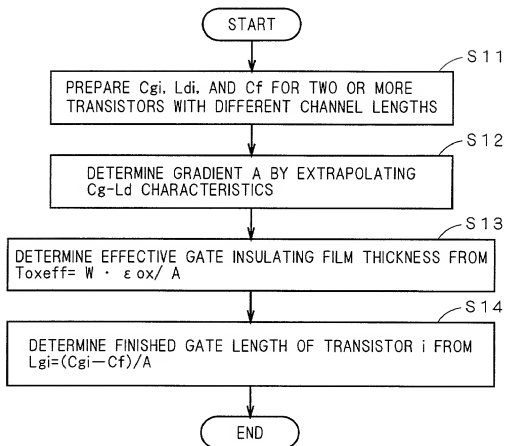 START
S11
PREPARE Cgi, Ldi, AND Cf FOR TWO OR MORE
TRANSISTORS WITH DIFFERENT CHANNEL LENGTHS
S12
DETERMINE GRADIENT A BY EXTRAPOLATING
Cg-Ld CHARACTERISTICS
S13
DETERMINE EFFECTIVE GATE INSULATING FILM THICKNESS FROM
Toxeff= W · εox/ A
S14
DETERMINE FINISHED GATE LENGTH OF TRANSISTOR i FROM
Lgi=(Cgi－Cf)/A
END